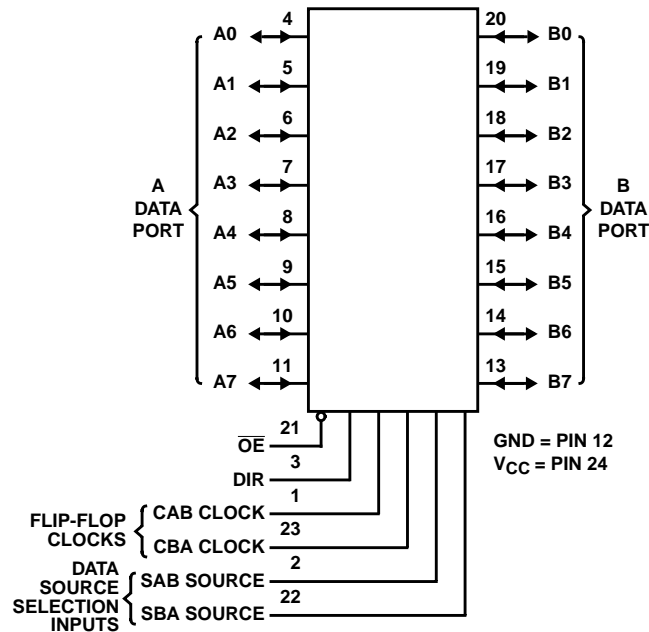 A0 4 20 B0
A1 5 19 B1
A2 6 18 B2
A3 7 17 B3
A
DATA
PORT
B
DATA
PORT
A4 8 16 B4
A5 9 15 B5
A6 10 14 B6
A7 11 13 B7
GND = PIN 12
VCC = PIN 24
OE 21
DIR 3
FLIP-FLOP
CLOCKS
CAB CLOCK 1
CBA CLOCK 23
DATA
SOURCE
SELECTION
INPUTS
SAB SOURCE 2
SBA SOURCE 22